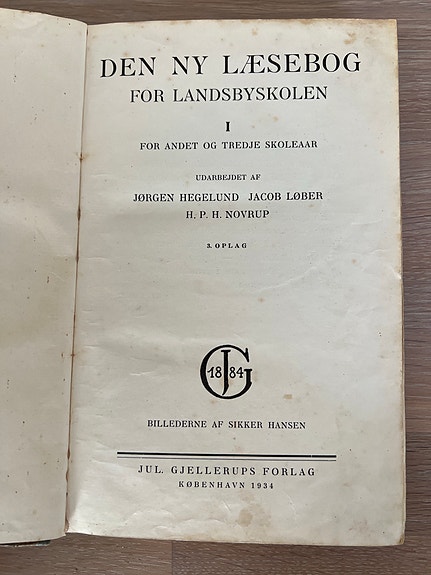 DEN NY LÆSEBOG
FOR LANDSBYSKOLEN
I
FOR ANDET OG TREDJE SKOLEAAR
UDARBEJDET AF
JØRGEN HEGELUND JACOB LØBER
H. P. H. NOVRUP
3. OPLAG
JG
1884
BILLEDERNE AF SIKKER HANSEN
JUL. GJELLERUPS FORLAG
KØBENHAVN 1934